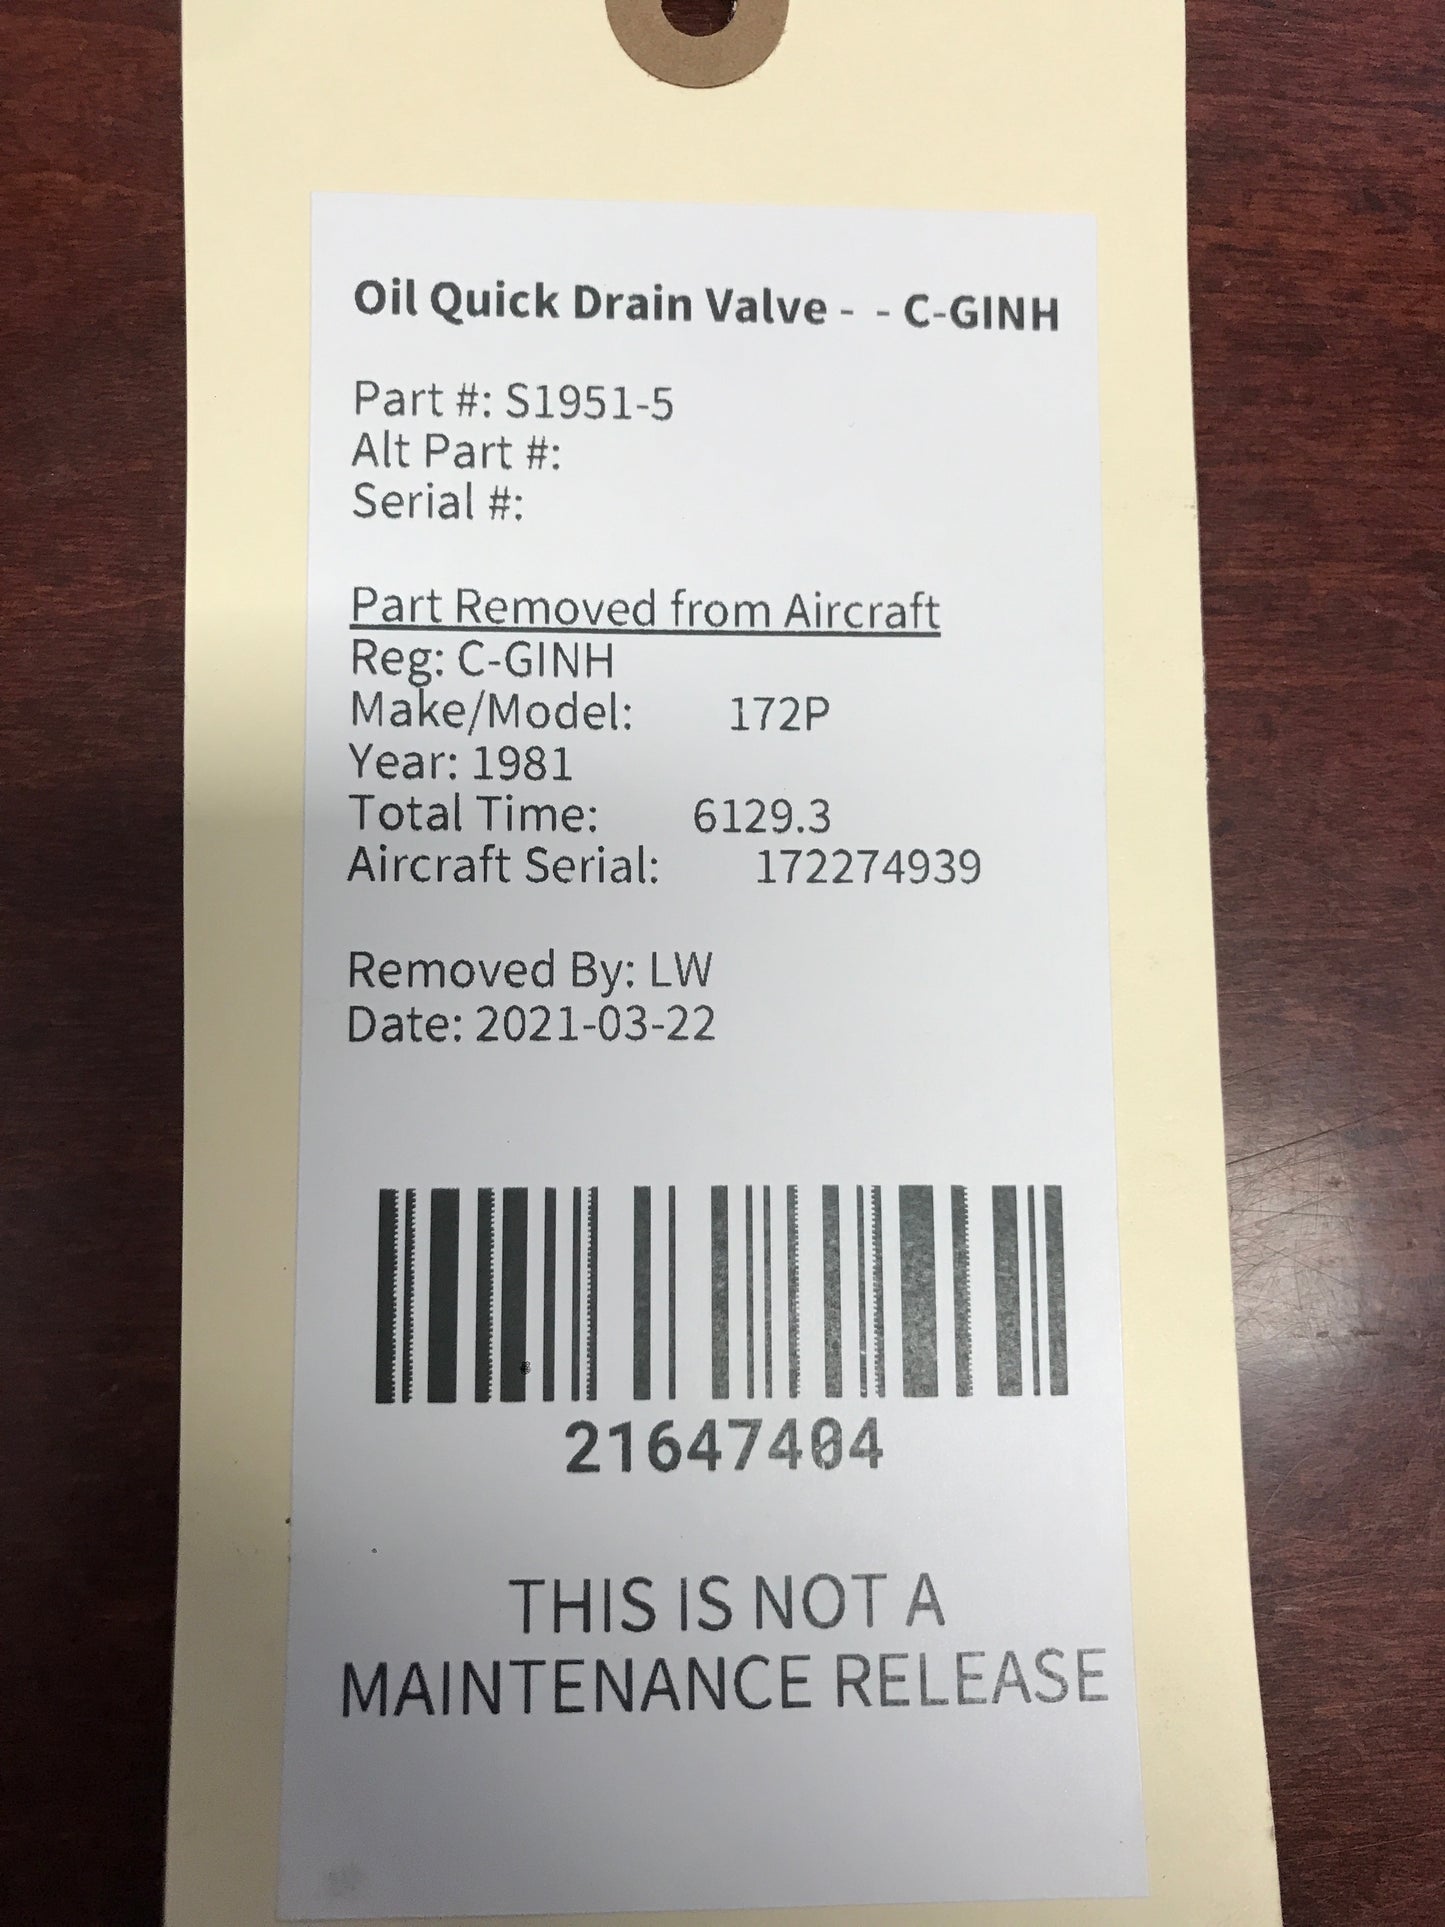 Oil Quick Drain Valve - - C-GINH
Part #: S1951-5
Alt Part #:
Serial #:
Part Removed from Aircraft
Reg: C-GINH
Make/Model: 172P
Year: 1981
Total Time: 6129.3
Aircraft Serial: 172274939
Removed By: LW
Date: 2021-03-22
21647404
THIS IS NOT A
MAINTENANCE RELEASE